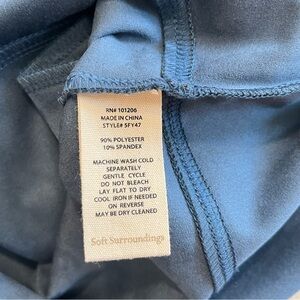 RN# 101206
MADE IN CHINA
STYLE# 5FY47
90% POLYESTER
10% SPANDEX
MACHINE WASH COLD
SEPARATELY
GENTLE CYCLE
DO NOT BLEACH
LAY FLAT TO DRY
COOL IRON IF NEEDED
ON REVERSE
MAY BE DRY CLEANED
Soft Surroundings